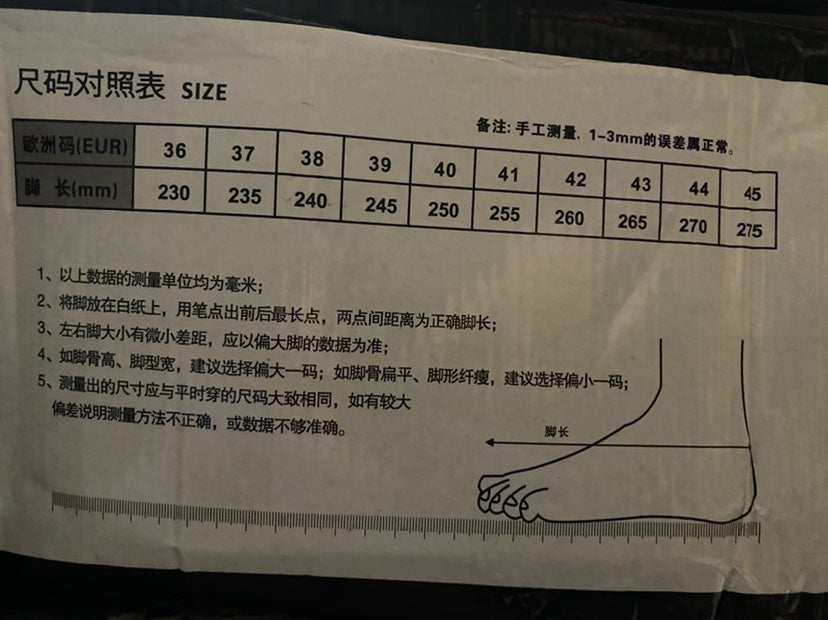 尺码对照表 SIZE
备注: 手工测量. 1-3mm的误差属正常。
欧洲码(EUR) 36 37 38 39 40 41 42 43 44 45
脚 长(mm) 230 235 240 245 250 255 260 265 270 275
1、以上数据的测量单位均为毫米；
2、将脚放在白纸上，用笔点出前后最长点，两点间距离为正确脚长；
3、左右脚大小有微小差距，应以偏大脚的数据为准；
4、如脚骨高、脚型宽，建议选择偏大一码；如脚骨扁平、脚形纤瘦，建议选择偏小一码；
5、测量出的尺寸应与平时穿的尺码大致相同，如有较大
偏差说明测量方法不正确，或数据不够准确。
脚长